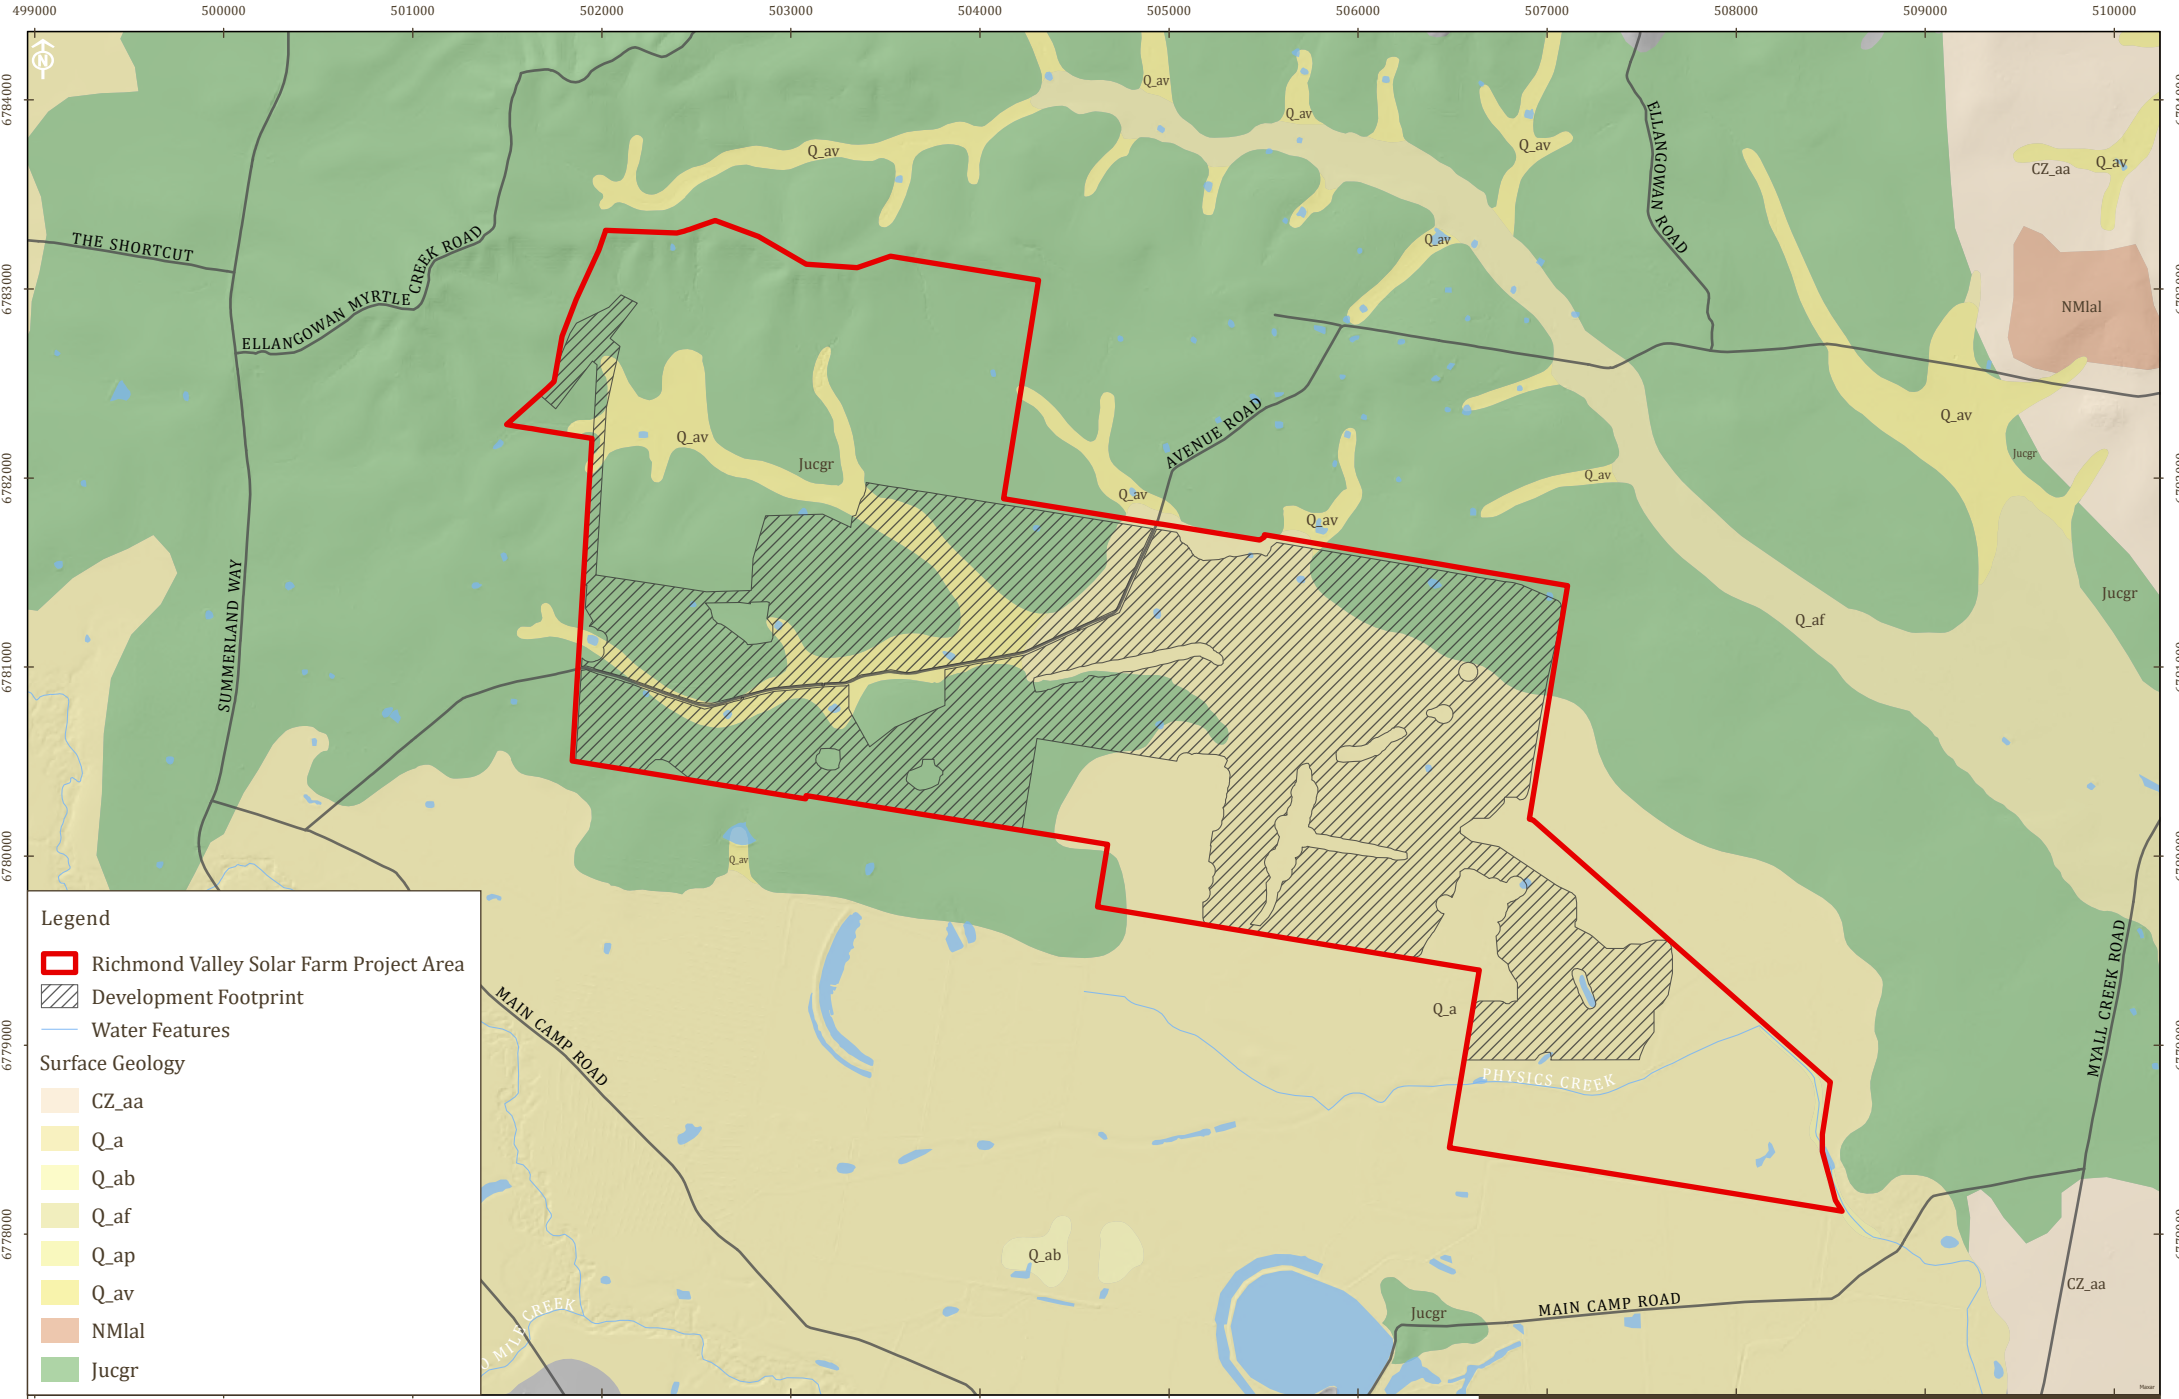 499000 500000 501000 502000 503000 504000 505000 506000 507000 508000 509000 510000
N
6784000
6783000
6782000
6781000
6780000
6779000
6778000
Q_av
Q_av
Q_av
Q_av
CZ_aa
Q_av
ELLANGOWAN ROAD
THE SHORTCUT
ELLANGOWAN MYRTLE CREEK ROAD
Q_av
NMlal
AVENUE ROAD
Q_av
Q_av
Jucgr
Jucgr
Q_av
Q_av
Q_av
SUMMERLAND WAY
Jucgr
Q_af
Q_av
MYALL CREEK ROAD
Q_a
MAIN CAMP ROAD
PHYSICS CREEK
Q_ab
CZ_aa
Jucgr
MAIN CAMP ROAD
MILE CREEK
Maxar
Legend
Richmond Valley Solar Farm Project Area
Development Footprint
Water Features
Surface Geology
CZ_aa
Q_a
Q_ab
Q_af
Q_ap
Q_av
NMlal
Jucgr